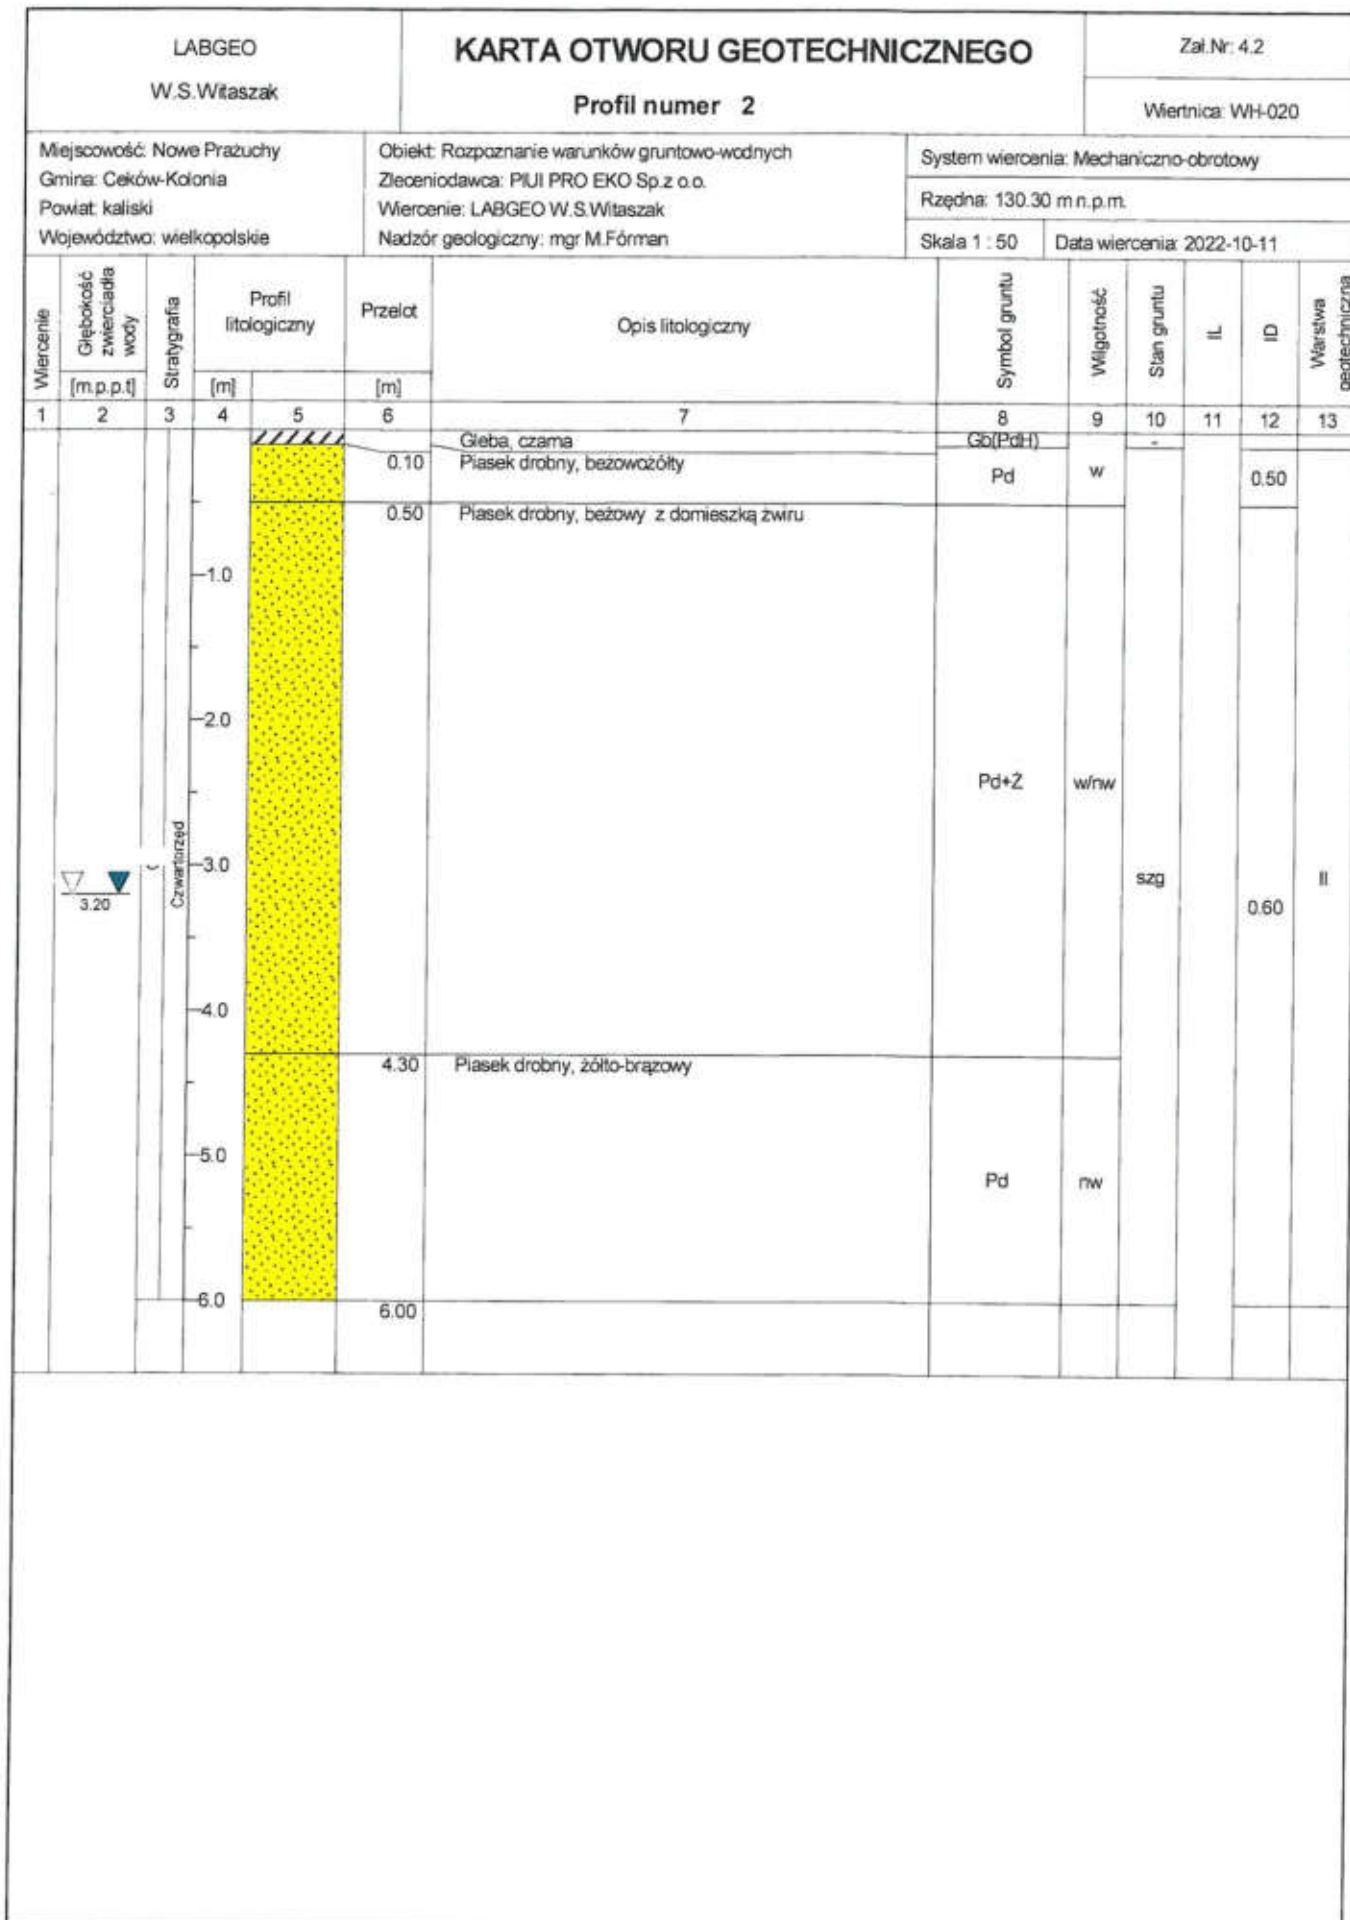 LABGEO
W.S.Witaszak
KARTA OTWORU GEOTECHNICZNEGO
Profil numer 2
Zał.Nr: 4.2
Wiertnica: WH-020
Miejscowość: Nowe Prażuchy
Gmina: Ceków-Kolonia
Powiat: kaliski
Województwo: wielkopolskie
Obiekt: Rozpoznanie warunków gruntowo-wodnych
Zleceniodawca: PIUI PRO EKO Sp.z o.o.
Wiercenie: LABGEO W.S.Witaszak
Nadzór geologiczny: mgr M.Fórman
System wiercenia: Mechaniczno-obrotowy
Rzędna: 130.30 m n.p.m.
Skala 1 : 50
Data wiercenia: 2022-10-11
Wiercenie
Głębokość zwierciadła wody
[m.p.p.t]
Stratygrafia
Profil litologiczny
[m]
Przelot
[m]
Opis litologiczny
Symbol gruntu
Wilgotność
Stan gruntu
IL
ID
Warstwa geotechniczna
1 2 3 4 5 6 7 8 9 10 11 12 13
Gleba, czarna Gb(PdH) -
0.10 Piasek drobny, beżowożółty Pd w 0.50
0.50 Piasek drobny, beżowy z domieszką żwiru
1.0
2.0
Pd+Ż w/nw
Czwartorzęd
3.0
3.20
szg
0.60
II
4.0
4.30 Piasek drobny, żółto-brązowy
5.0
Pd nw
6.0
6.00